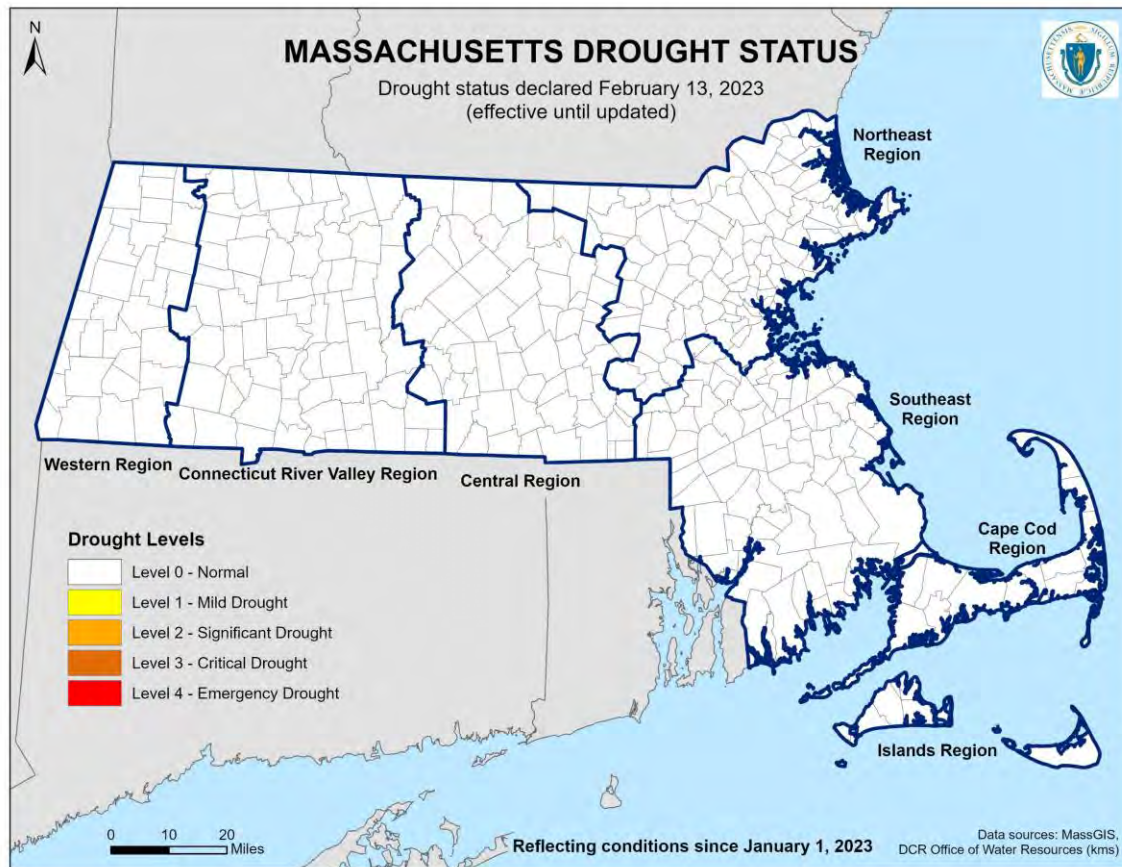 N
MASSACHUSETTS DROUGHT STATUS
Drought status declared February 13, 2023
(effective until updated)
Northeast
Region
Southeast
Region
Cape Cod
Region
Islands Region
Western Region
Connecticut River Valley Region
Central Region
Drought Levels
Level 0 - Normal
Level 1 - Mild Drought
Level 2 - Significant Drought
Level 3 - Critical Drought
Level 4 - Emergency Drought
0 10 20
Miles
Reflecting conditions since January 1, 2023
Data sources: MassGIS,
DCR Office of Water Resources (kms)